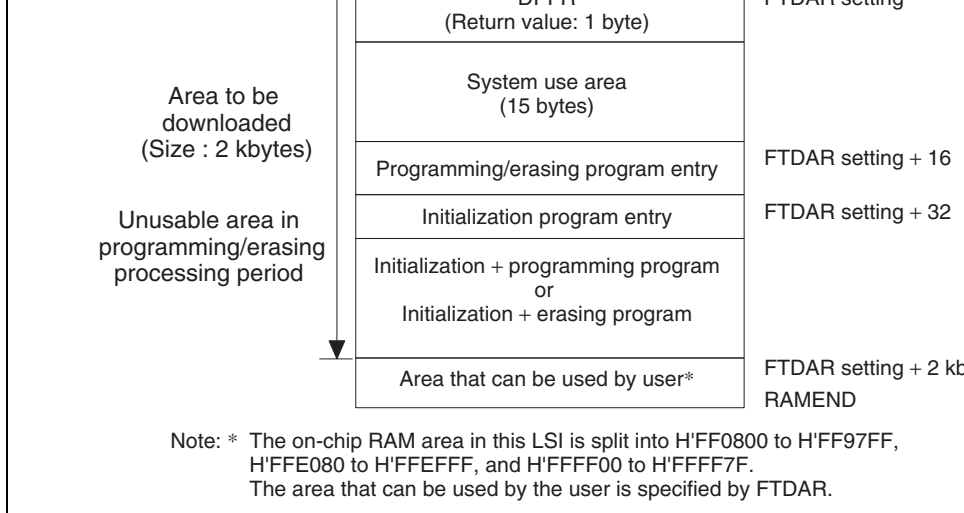 (Return value: 1 byte)
System use area
(15 bytes)
Area to be
downloaded
(Size : 2 kbytes)
Programming/erasing program entry
FTDAR setting + 16
Unusable area in
programming/erasing
processing period
Initialization program entry
FTDAR setting + 32
Initialization + programming program
or
Initialization + erasing program
Area that can be used by user*
FTDAR setting + 2
RAMEND
Note: * The on-chip RAM area in this LSI is split into H'FF0800 to H'FF97FF,
H'FFE080 to H'FFEFFF, and H'FFFF00 to H'FFFF7F.
The area that can be used by the user is specified by FTDAR.